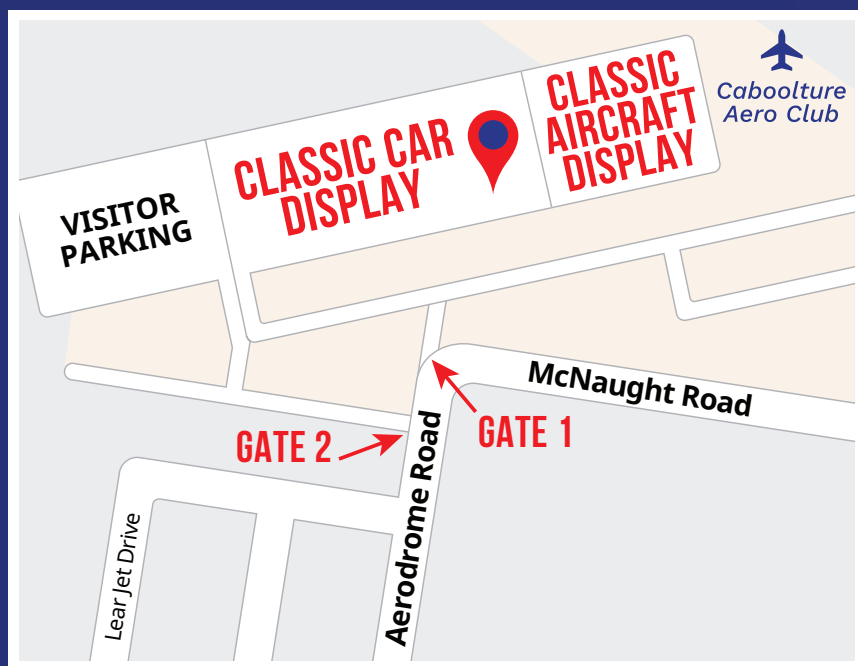 CLASSIC
AIRCRAFT
DISPLAY
Caboolture
Aero Club
CLASSIC CAR
DISPLAY
VISITOR
PARKING
McNaught Road
GATE 1
GATE 2
Aerodrome Road
Lear Jet Drive